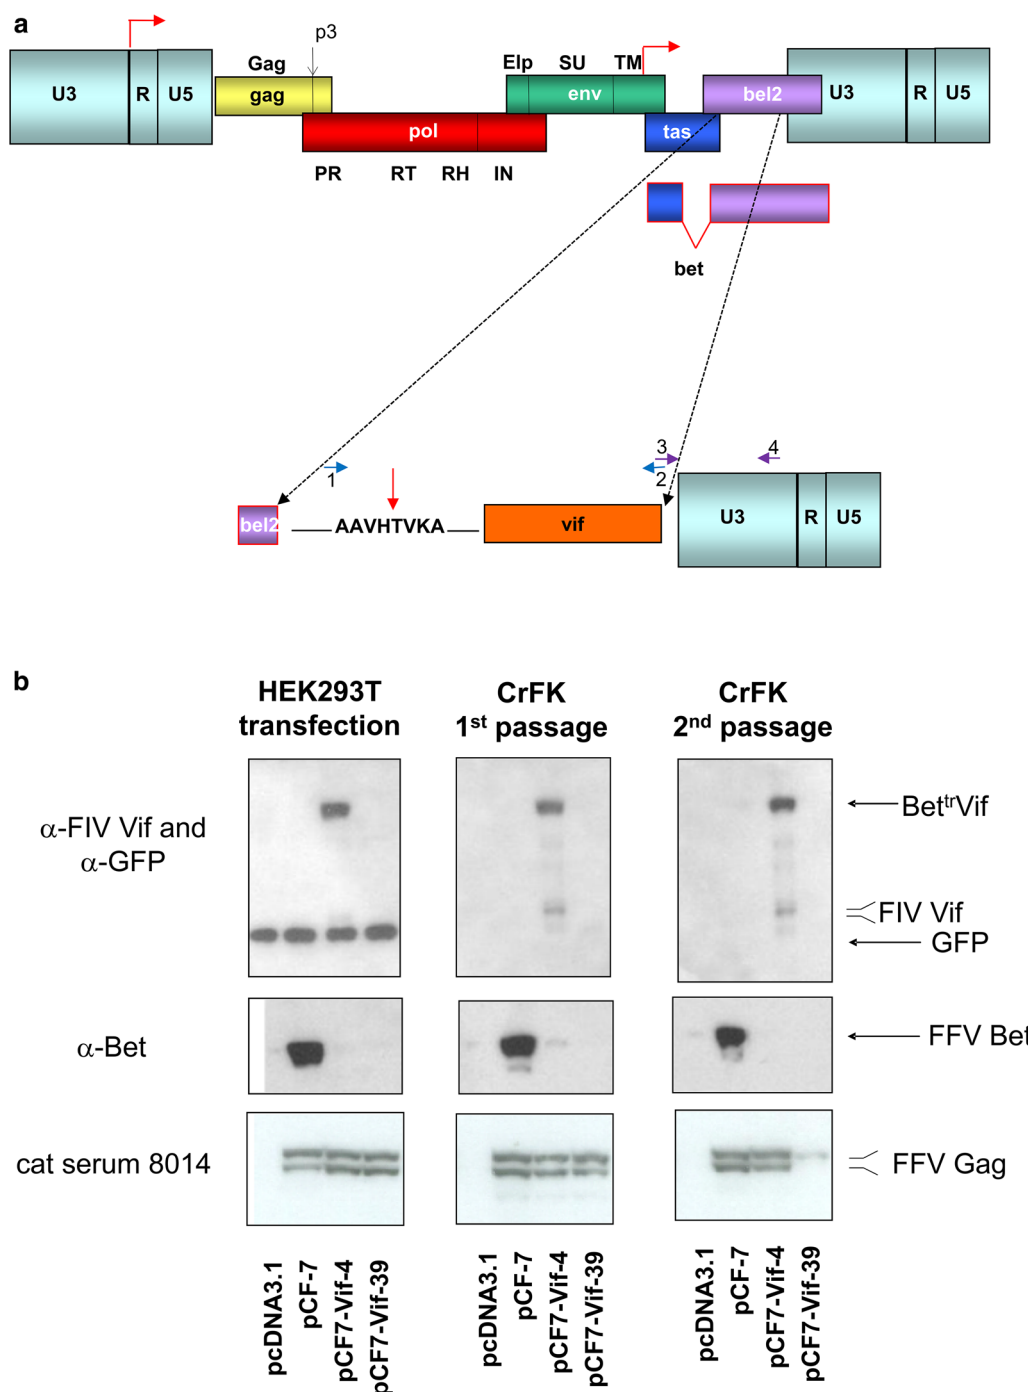 a
p3
Gag
Elp SU TM
U3 R U5
gag
env
bel2
U3 R U5
pol
tas
PR RT RH IN
bet
1
3
2
4
bel2
AAVHTVKA
vif
U3 R U5
b
HEK293T
transfection
CrFK
1st passage
CrFK
2nd passage
α-FIV Vif and
α-GFP
BettrVif
FIV Vif
GFP
α-Bet
FFV Bet
cat serum 8014
FFV Gag
pcDNA3.1
pCF-7
pCF7-Vif-4
pCF7-Vif-39
pcDNA3.1
pCF-7
pCF7-Vif-4
pCF7-Vif-39
pcDNA3.1
pCF-7
pCF7-Vif-4
pCF7-Vif-39